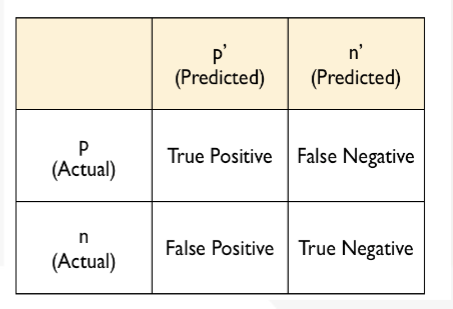 p’
(Predicted)
n’
(Predicted)
p
(Actual)
True Positive
False Negative
n
(Actual)
False Positive
True Negative